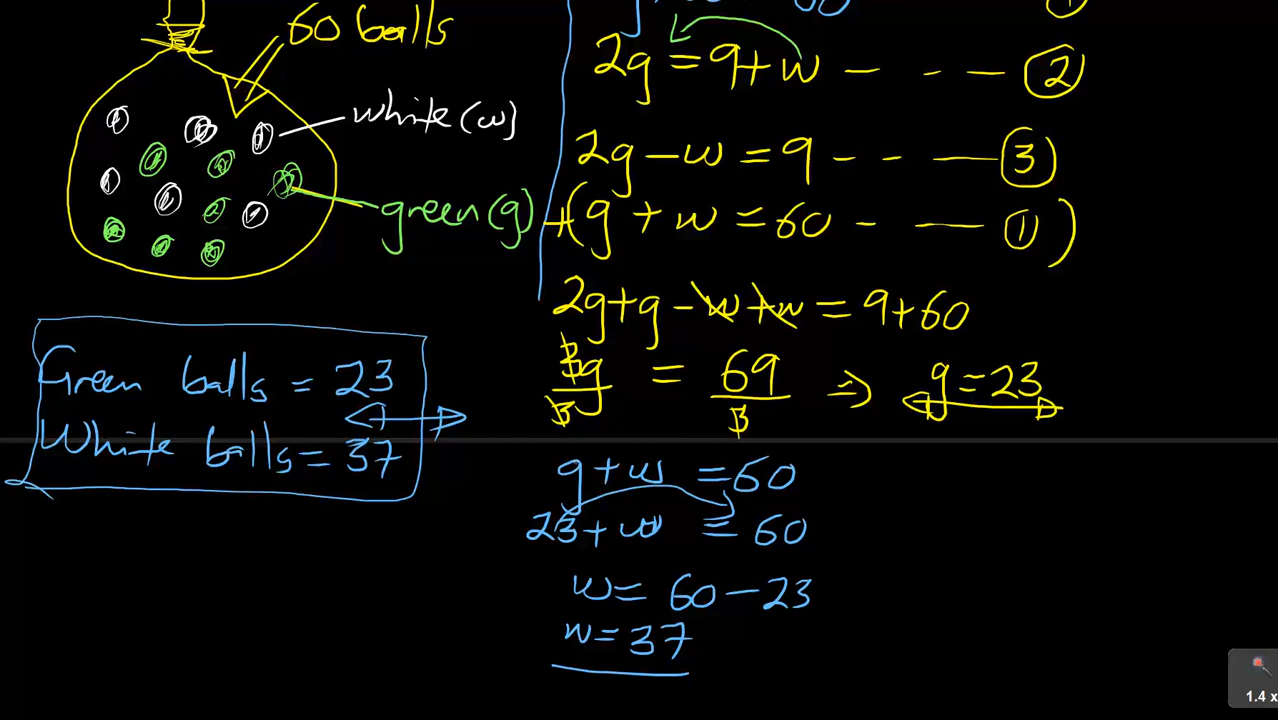 60 balls
white (w)
green (g)
2g = 9+w - - - - 2
2g - w = 9 - - - 3
+(g + w = 60 - - - 1)
2g+g - w + w = 9+60
3g/3 = 69/3 => g = 23
Green balls = 23
White balls = 37
g + w = 60
23 + w = 60
w = 60 - 23
w = 37
1.4 x